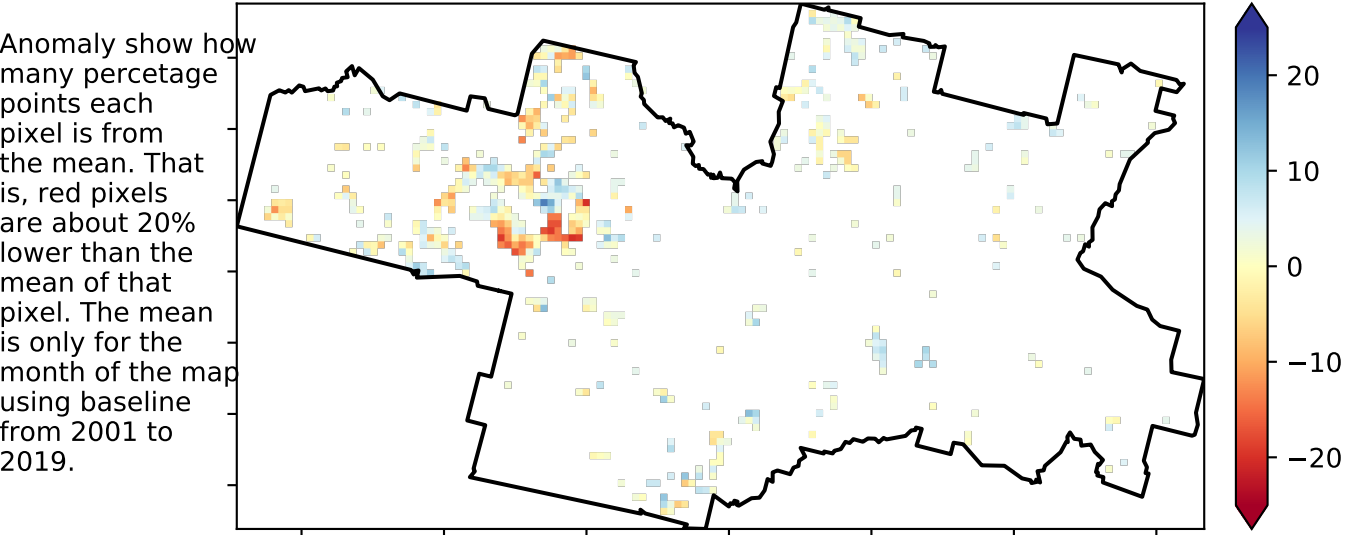 Anomaly show how
many percetage
points each
pixel is from
the mean. That
is, red pixels
are about 20%
lower than the
mean of that
pixel. The mean
is only for the
month of the map
using baseline
from 2001 to
2019.
20
10
0
−10
−20